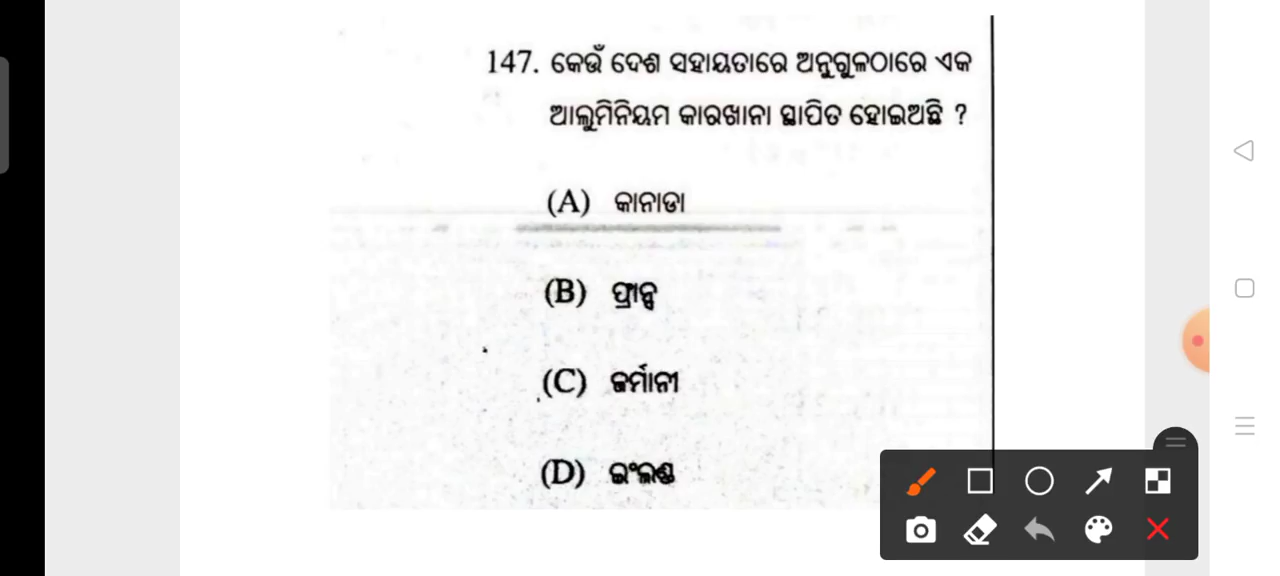 147. କେଉଁ ଦେଶ ସହାୟତାରେ ଅନୁଗୁଳଠାରେ ଏକ
ଆଲୁମିନିୟମ କାରଖାନା ସ୍ଥାପିତ ହୋଇଅଛି ?
(A) କାନାଡା
(B) ଫ୍ରାନ୍ସ
(C) ଜର୍ମାନୀ
(D) ଇଂଲଣ୍ଡ